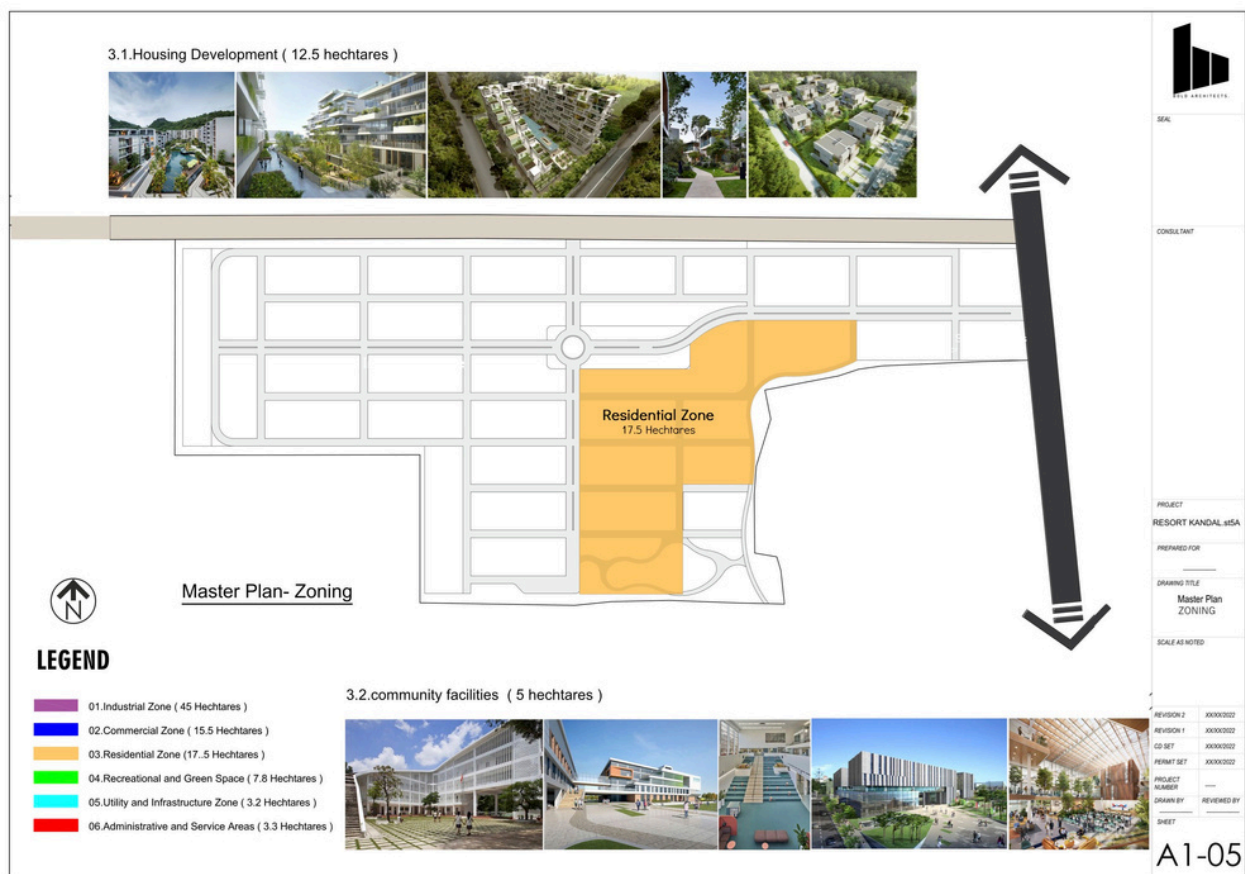 3.1.Housing Development ( 12.5 hechtares )
Residential Zone
17.5 Hechtares
Master Plan- Zoning
N
LEGEND
01.Industrial Zone ( 45 Hechtares )
02.Commercial Zone ( 15.5 Hechtares )
03.Residential Zone (17..5 Hechtares )
04.Recreational and Green Space ( 7.8 Hechtares )
05.Utility and Infrastructure Zone ( 3.2 Hechtares )
06.Administrative and Service Areas ( 3.3 Hechtares )
3.2.community facilities ( 5 hechtares )
BOLD ARCHITECTS.
SEAL
CONSULTANT
PROJECT
RESORT KANDAL.st5A
PREPARED FOR
DRAWING TITLE
Master Plan
ZONING
SCALE AS NOTED
REVISION 2 XX/XX/2022
REVISION 1 XX/XX/2022
CD SET XX/XX/2022
PERMIT SET XX/XX/2022
PROJECT
NUMBER
DRAWN BY REVIEWED BY
SHEET
A1-05